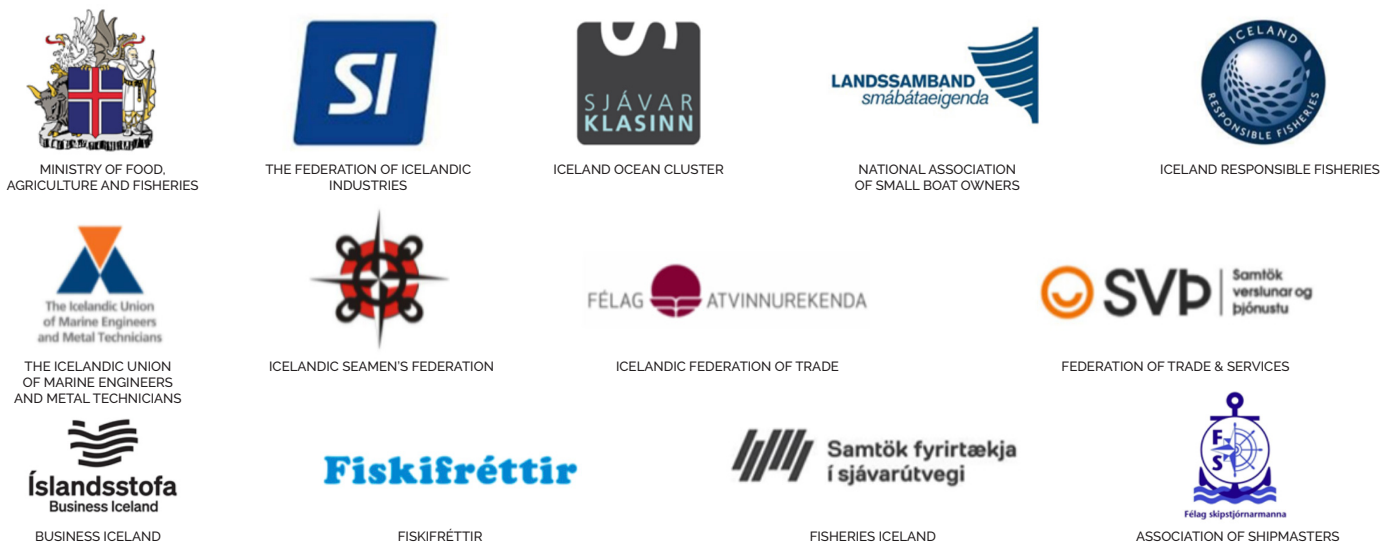 SI
SJÁVAR
KLASINN
LANDSSAMBAND
smábátaeigenda
ICELAND
RESPONSIBLE FISHERIES
MINISTRY OF FOOD,
AGRICULTURE AND FISHERIES
THE FEDERATION OF ICELANDIC
INDUSTRIES
ICELAND OCEAN CLUSTER
NATIONAL ASSOCIATION
OF SMALL BOAT OWNERS
ICELAND RESPONSIBLE FISHERIES
The Icelandic Union
of Marine Engineers
and Metal Technicians
FÉLAG ATVINNUREKENDA
SVÞ
Samtök
verslunar og
þjónustu
THE ICELANDIC UNION
OF MARINE ENGINEERS
AND METAL TECHNICIANS
ICELANDIC SEAMEN'S FEDERATION
ICELANDIC FEDERATION OF TRADE
FEDERATION OF TRADE & SERVICES
Íslandsstofa
Business Iceland
Fiskifréttir
Samtök fyrirtækja
í sjávarútvegi
F
S
Félag skipstjórnarmanna
BUSINESS ICELAND
FISKIFRÉTTIR
FISHERIES ICELAND
ASSOCIATION OF SHIPMASTERS